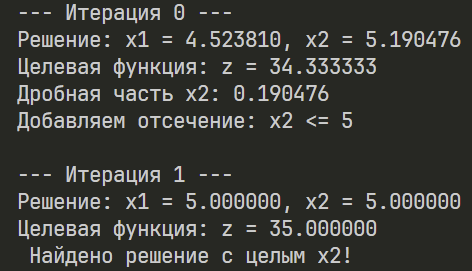 --- Итерация 0 ---
Решение: x1 = 4.523810, x2 = 5.190476
Целевая функция: z = 34.333333
Дробная часть x2: 0.190476
Добавляем отсечение: x2 <= 5
--- Итерация 1 ---
Решение: x1 = 5.000000, x2 = 5.000000
Целевая функция: z = 35.000000
Найдено решение с целым x2!